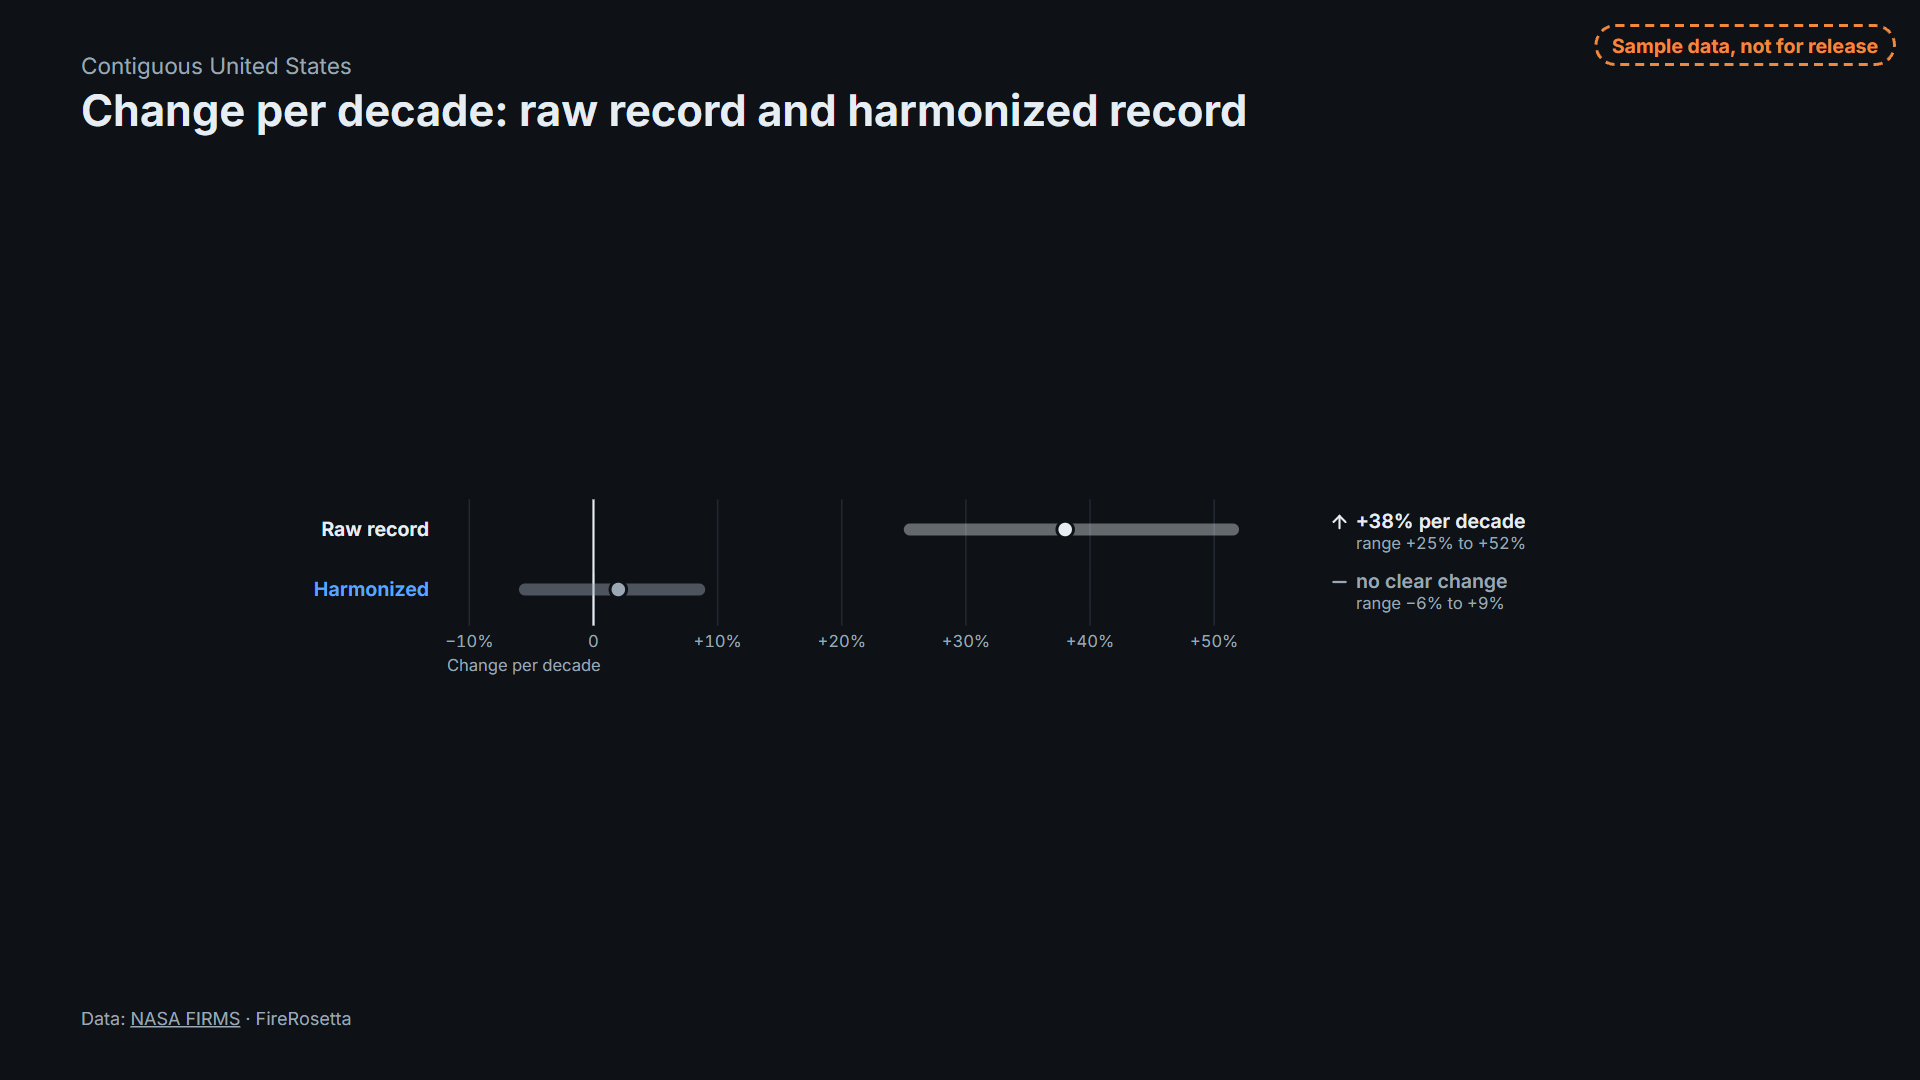 Sample data, not for release
Contiguous United States
Change per decade: raw record and harmonized record
Raw record
↑ +38% per decade
range +25% to +52%
Harmonized
— no clear change
range −6% to +9%
−10% 0 +10% +20% +30% +40% +50%
Change per decade
Data: NASA FIRMS · FireRosetta